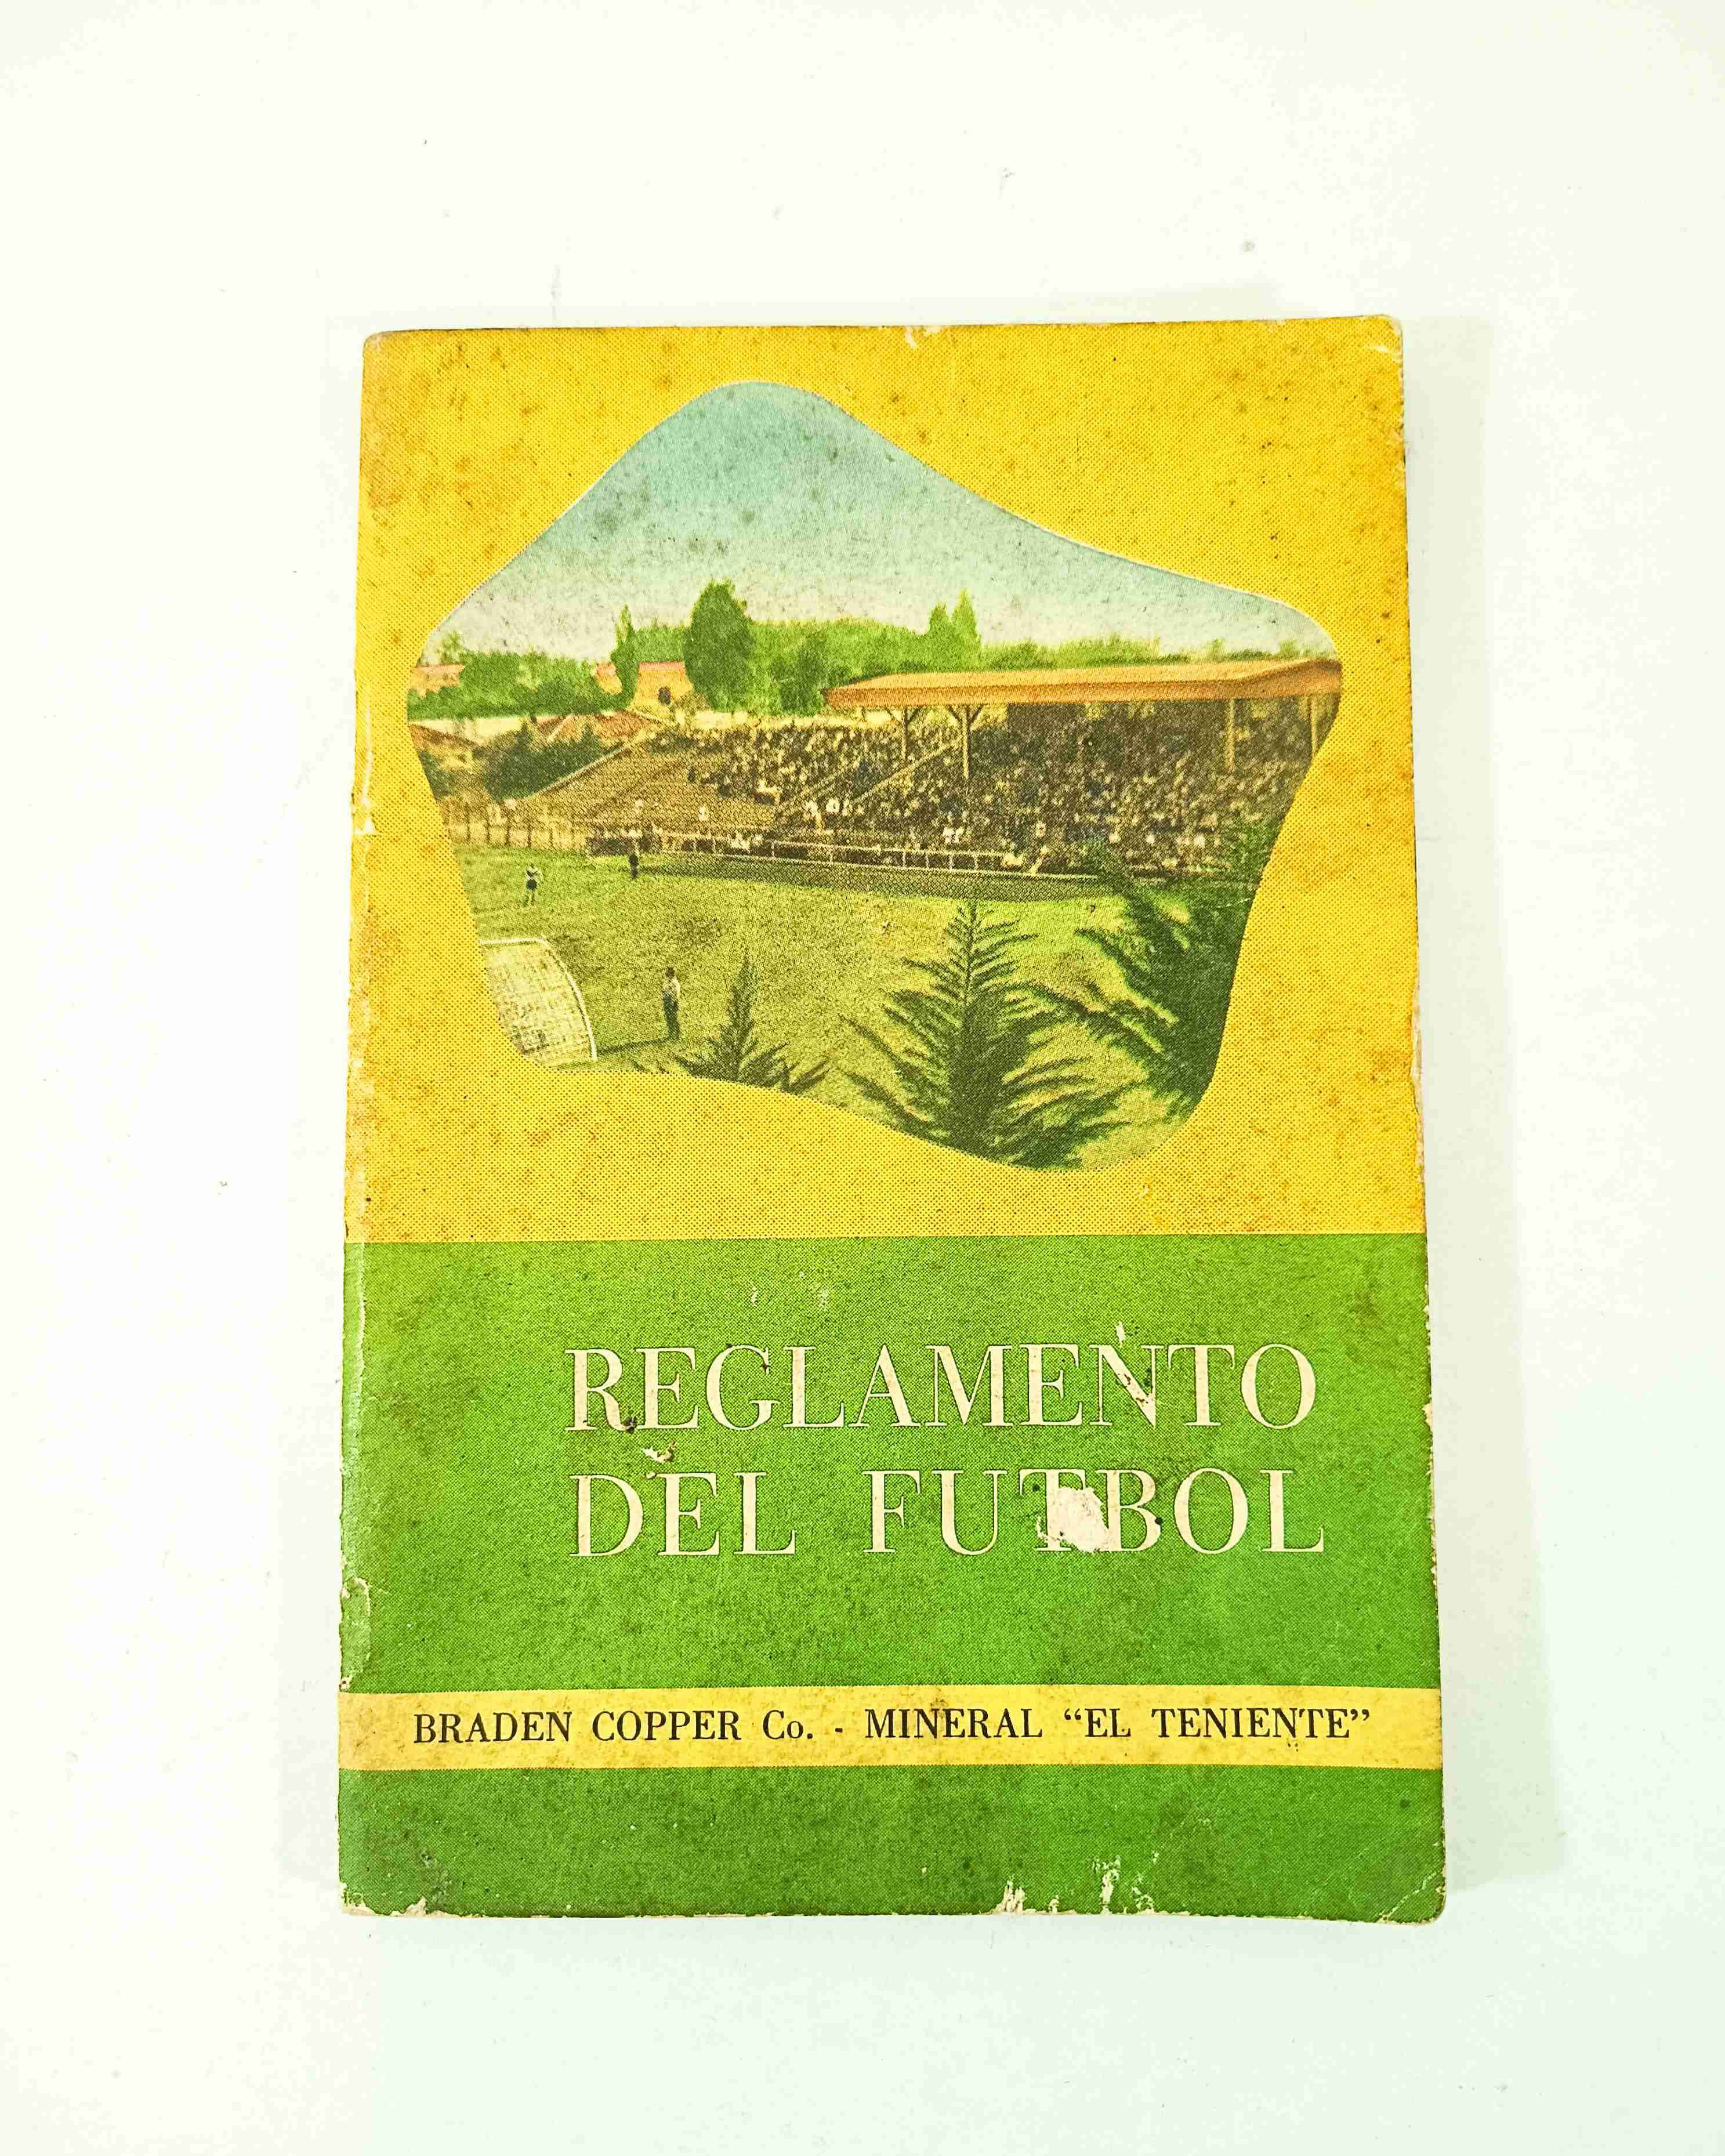 REGLAMENTO
DEL FUTBOL
BRADEN COPPER Co. - MINERAL “EL TENIENTE”